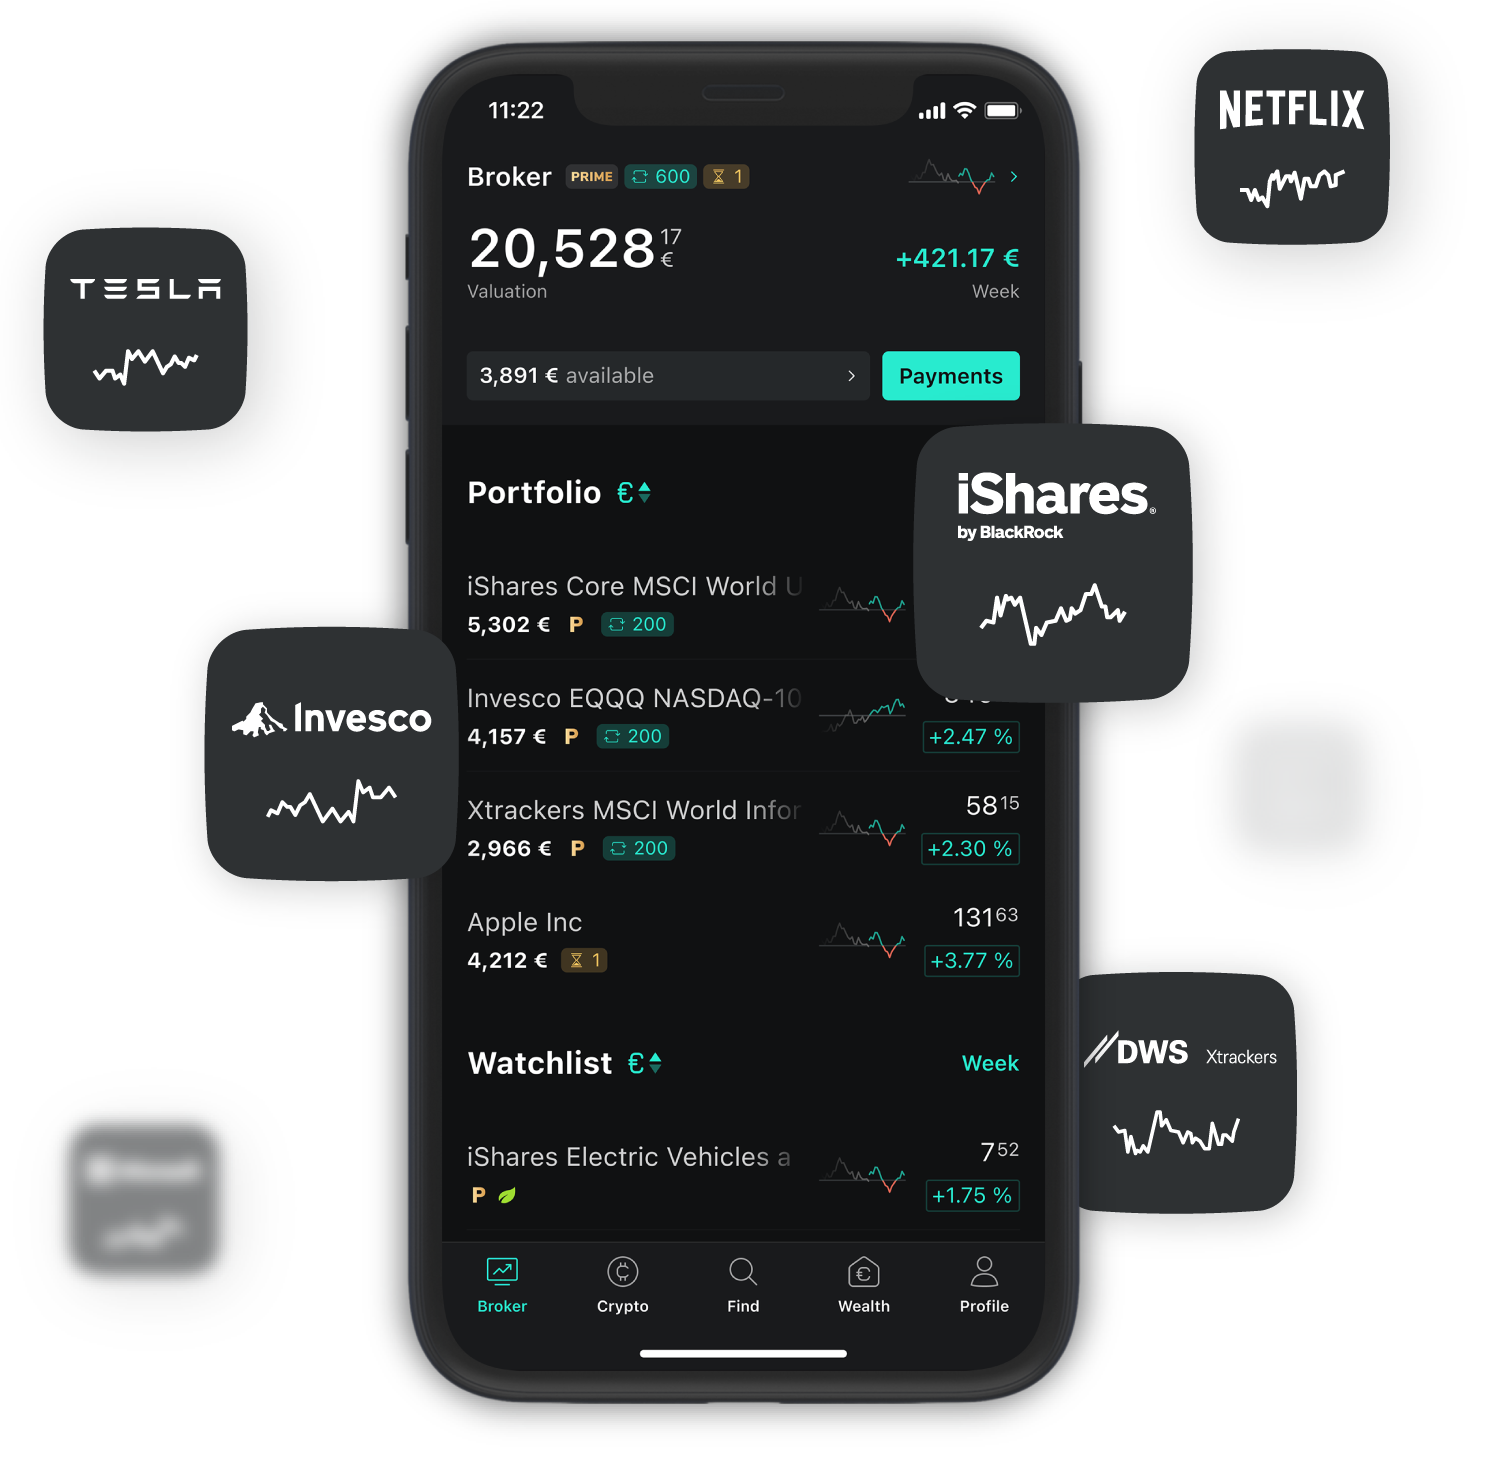 11:22
Broker PRIME 600 1
20,528 17 €
+421.17 €
Valuation
Week
3,891 € available
Payments
Portfolio €
iShares Core MSCI World U
5,302 € P 200
Invesco EQQQ NASDAQ-10
4,157 € P 200
+2.47 %
Xtrackers MSCI World Infor
58 15
2,966 € P 200
+2.30 %
Apple Inc
131 63
4,212 € 1
+3.77 %
Watchlist €
Week
iShares Electric Vehicles a
7 52
P
+1.75 %
Broker
Crypto
Find
Wealth
Profile
NETFLIX
TESLA
iShares®
by BlackRock
Invesco
DWS Xtrackers